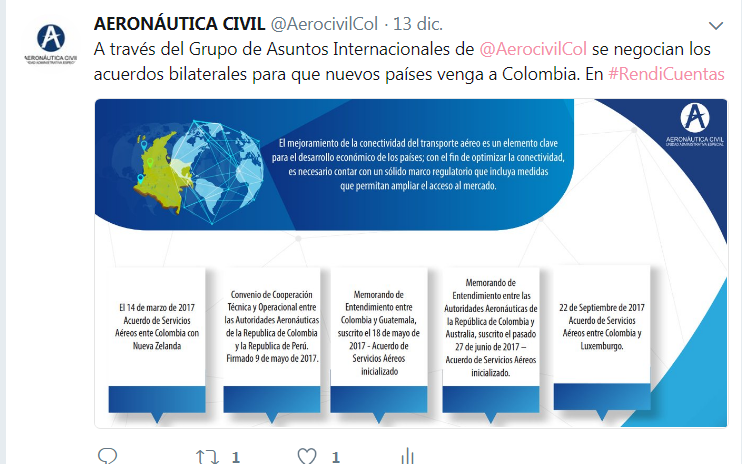 AERONÁUTICA CIVIL @AerocivilCol · 13 dic.
A través del Grupo de Asuntos Internacionales de @AerocivilCol se negocian los
acuerdos bilaterales para que nuevos países venga a Colombia. En #RendiCuentas
El mejoramiento de la conectividad del transporte aéreo es un elemento clave
para el desarrollo económico de los países; con el fin de optimizar la conectividad,
es necesario contar con un sólido marco regulatorio que incluya medidas
que permitan ampliar el acceso al mercado.
AERONÁUTICA CIVIL
UNIDAD ADMINISTRATIVA ESPECIAL
El 14 de marzo de 2017
Acuerdo de Servicios
Aéreos ente Colombia con
Nueva Zelanda
Convenio de Cooperación
Técnica y Operacional entre
las Autoridades Aeronáuticas
de la Republica de Colombia
y la Republica de Perú.
Firmado 9 de mayo de 2017.
Memorando de
Entendimiento entre
Colombia y Guatemala,
suscrito el 18 de mayo de
2017 - Acuerdo de
Servicios Aéreos
inicializado
Memorando de
Entendimiento entre las
Autoridades Aeronáuticas de
la República de Colombia y
Australia, suscrito el pasado
27 de junio de 2017 –
Acuerdo de Servicios Aéreos
inicializado.
22 de Septiembre de 2017
Acuerdo de Servicios
Aéreos entre Colombia y
Luxemburgo.
1 1